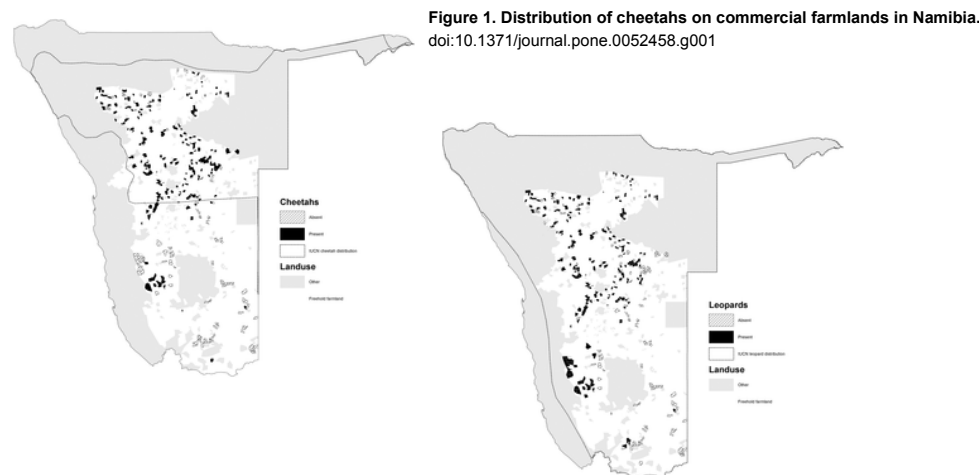 Figure 1. Distribution of cheetahs on commercial farmlands in Namibia.
doi:10.1371/journal.pone.0052458.g001
Cheetahs
Absent
Present
IUCN cheetah distribution
Landuse
Other
Freehold farmland
Leopards
Absent
Present
IUCN leopard distribution
Landuse
Other
Freehold farmland